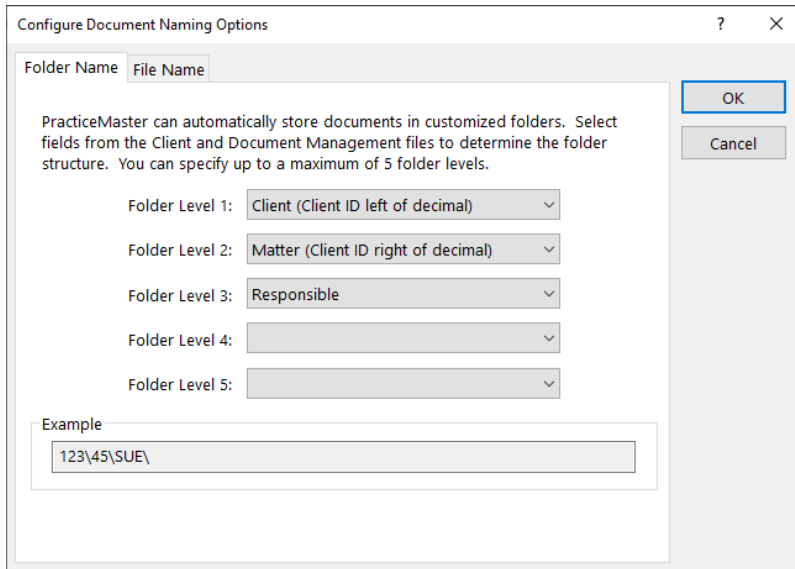 Configure Document Naming Options
Folder Name File Name
OK
Cancel
PracticeMaster can automatically store documents in customized folders. Select
fields from the Client and Document Management files to determine the folder
structure. You can specify up to a maximum of 5 folder levels.
Folder Level 1: Client (Client ID left of decimal)
Folder Level 2: Matter (Client ID right of decimal)
Folder Level 3: Responsible
Folder Level 4:
Folder Level 5:
Example
123\45\SUE\